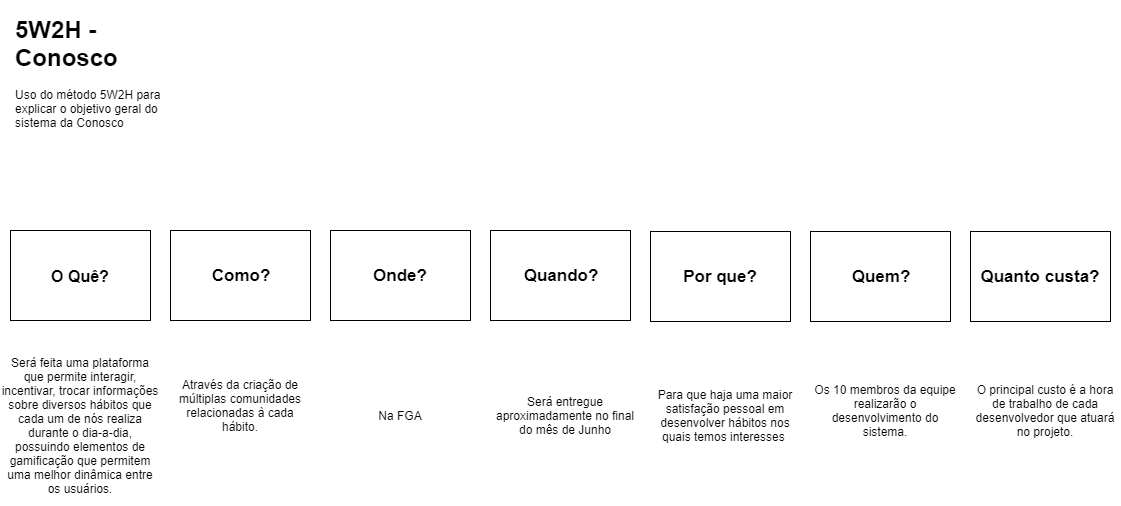 5W2H -
Conosco
Uso do método 5W2H para
explicar o objetivo geral do
sistema da Conosco
O Quê?
Como?
Onde?
Quando?
Por que?
Quem?
Quanto custa?
Será feita uma plataforma
que permite interagir,
incentivar, trocar informações
sobre diversos hábitos que
cada um de nós realiza
durante o dia-a-dia,
possuindo elementos de
gamificação que permitem
uma melhor dinâmica entre
os usuários.
Através da criação de
múltiplas comunidades
relacionadas à cada
hábito.
Na FGA
Será entregue
aproximadamente no final
do mês de Junho
Para que haja uma maior
satisfação pessoal em
desenvolver hábitos nos
quais temos interesses
Os 10 membros da equipe
realizarão o
desenvolvimento do
sistema.
O principal custo é a hora
de trabalho de cada
desenvolvedor que atuará
no projeto.